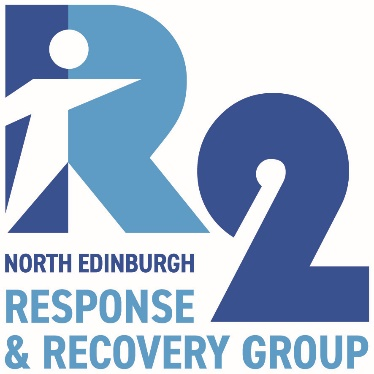 R2
NORTH EDINBURGH
RESPONSE
& RECOVERY GROUP